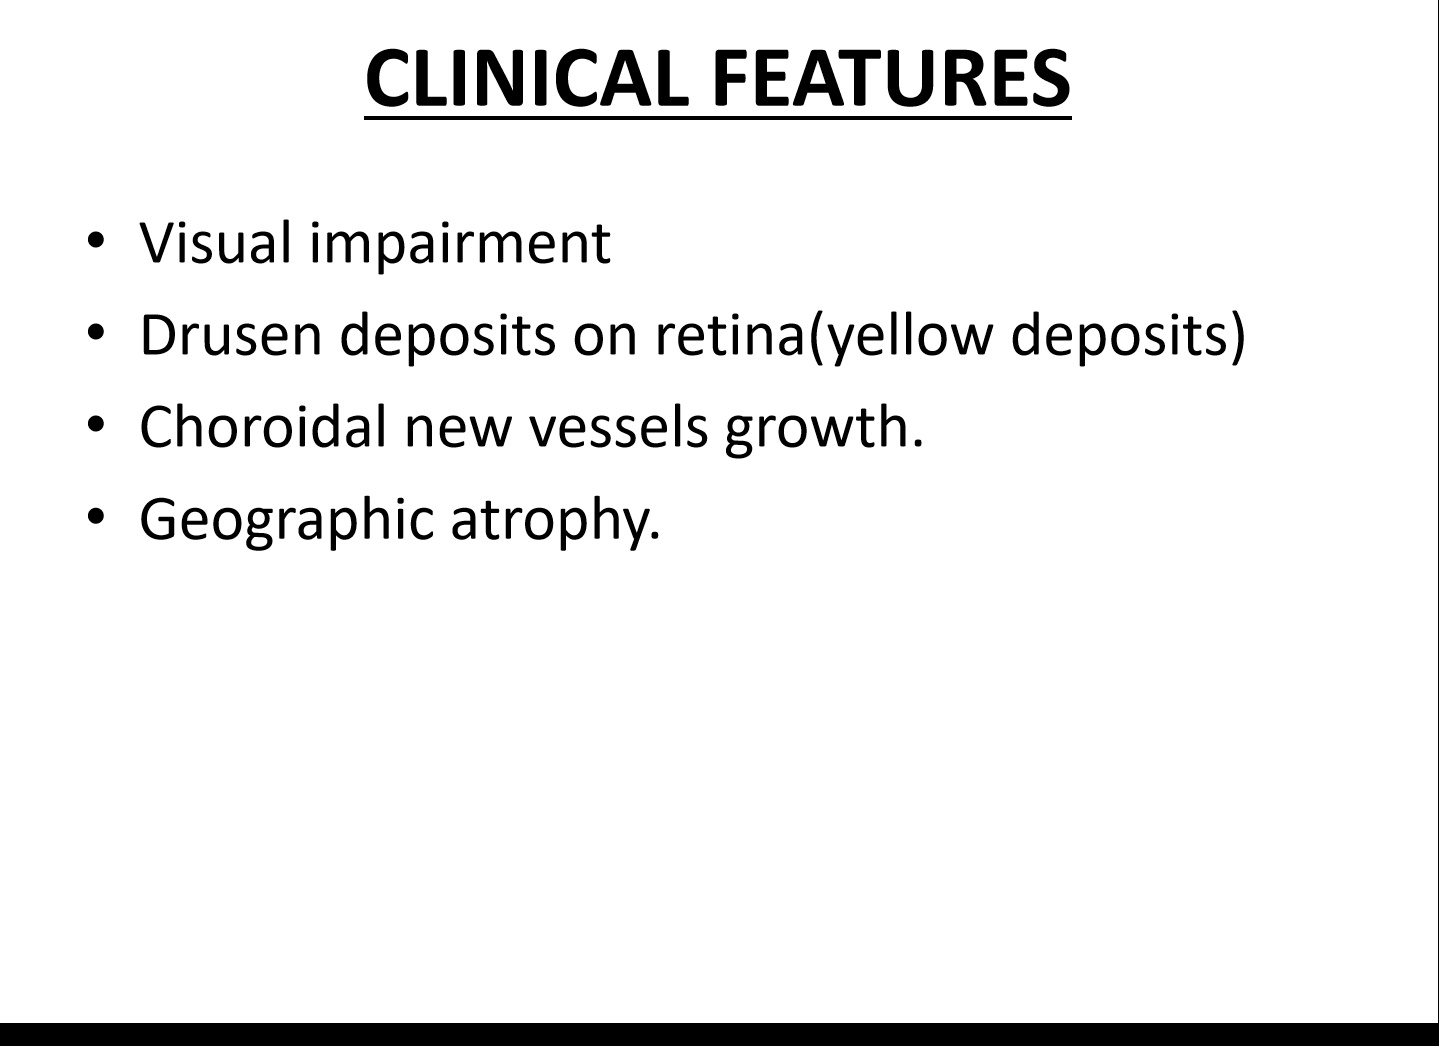 CLINICAL FEATURES
• Visual impairment
• Drusen deposits on retina(yellow deposits)
• Choroidal new vessels growth.
• Geographic atrophy.